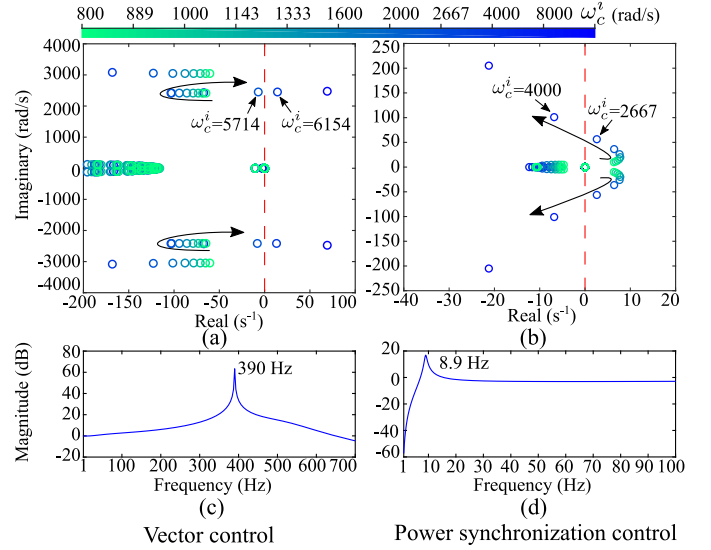 800 889 1000 1143 1333 1600 2000 2667 4000 8000 ω_c^i (rad/s)
4000
3000
2000
1000
0
-1000
-2000
-3000
-4000
Imaginary (rad/s)
ω_c^i=5714 ω_c^i=6154
-200 -150 -100 -50 0 50 100
Real (s⁻¹)
(a)
250
200
150
100
50
0
-50
-100
-150
-200
-250
ω_c^i=4000
ω_c^i=2667
-40 -30 -20 -10 0 10 20
Real (s⁻¹)
(b)
80
60
40
20
0
-20
Magnitude (dB)
390 Hz
1 100 200 300 400 500 600 700
Frequency (Hz)
(c)
Vector control
20
0
-20
-40
-60
8.9 Hz
1 10 20 30 40 50 60 70 80 90 100
Frequency (Hz)
(d)
Power synchronization control